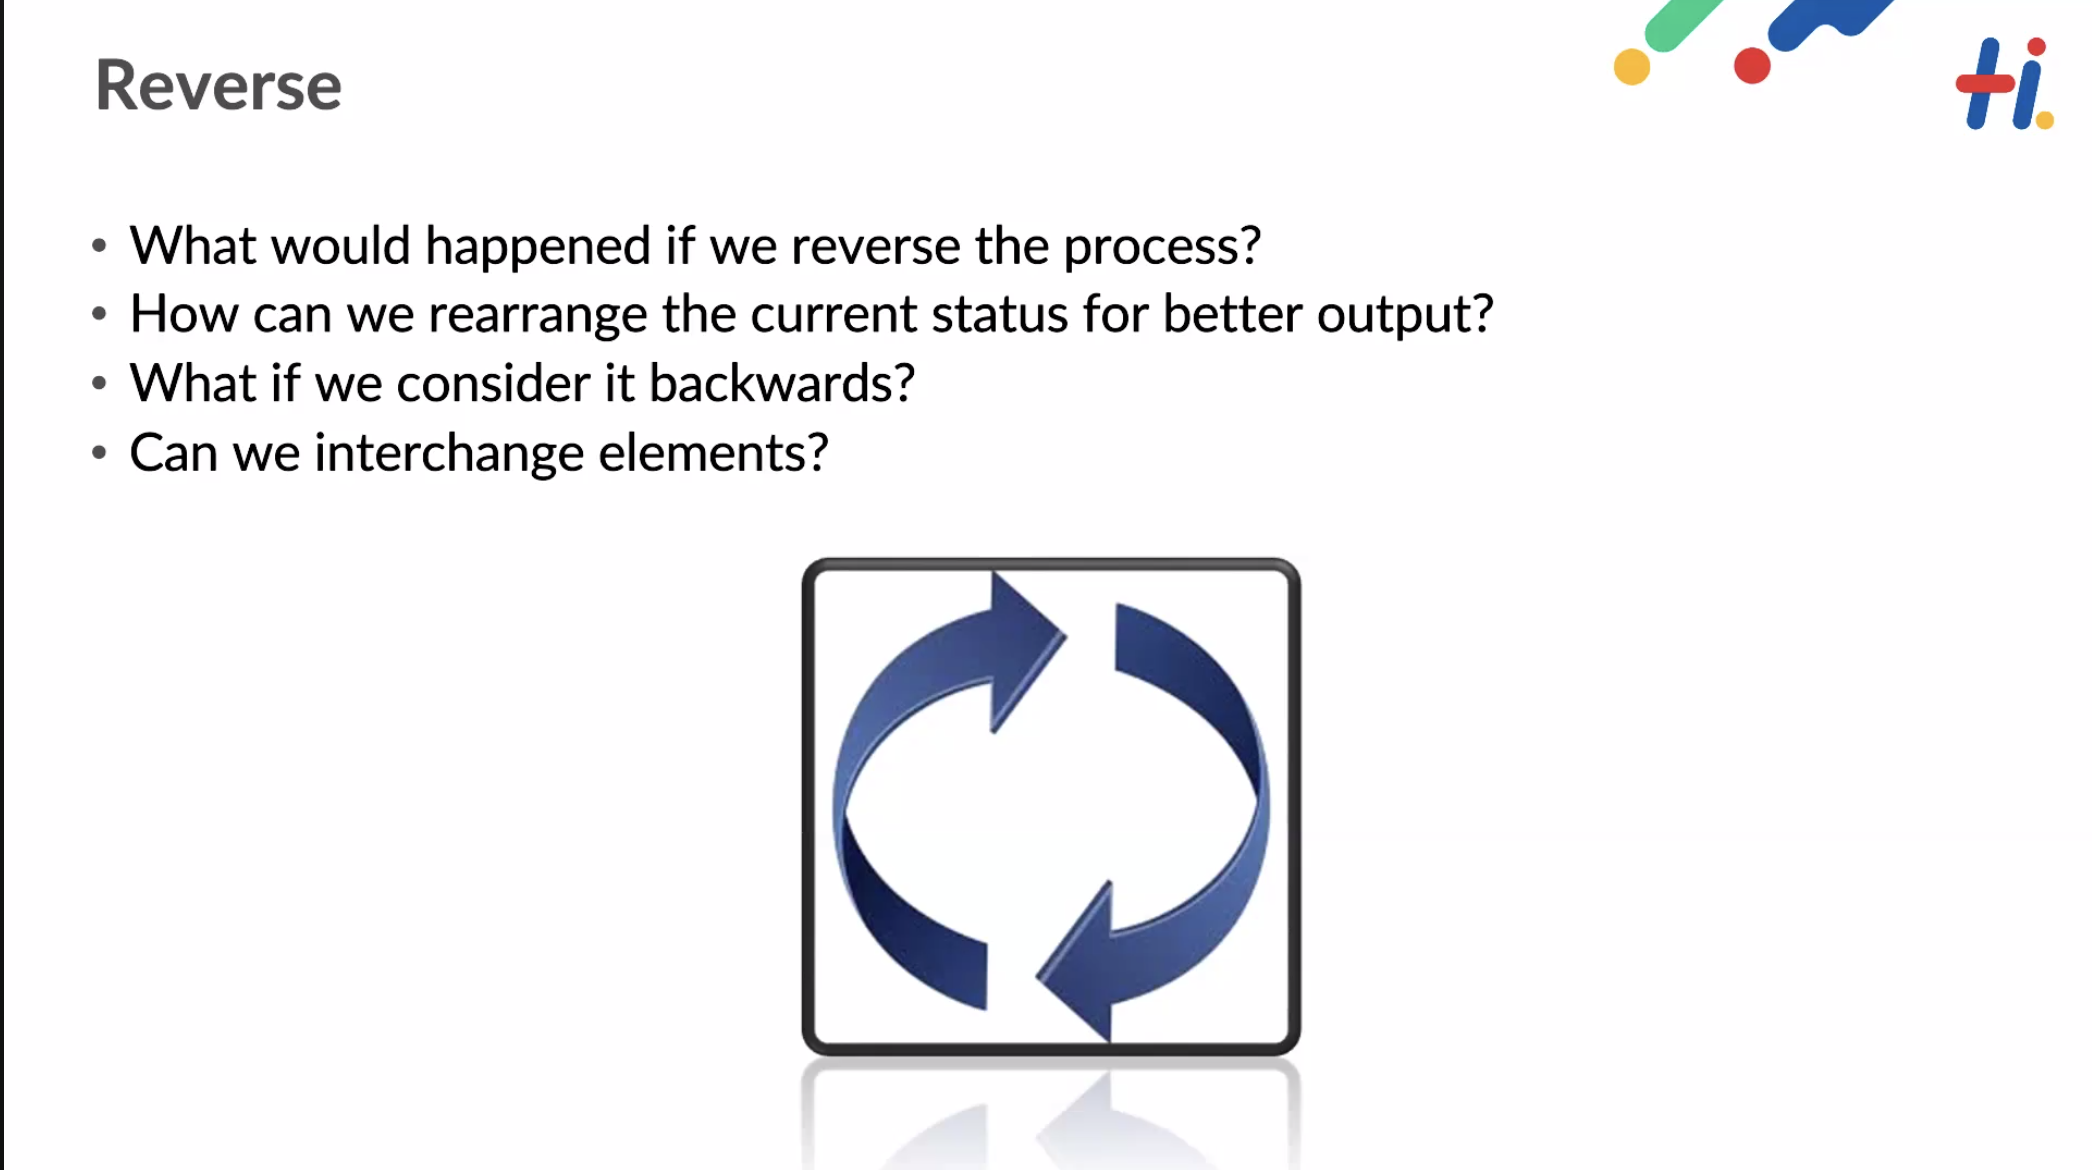 Reverse
Hi.
• What would happened if we reverse the process?
• How can we rearrange the current status for better output?
• What if we consider it backwards?
• Can we interchange elements?